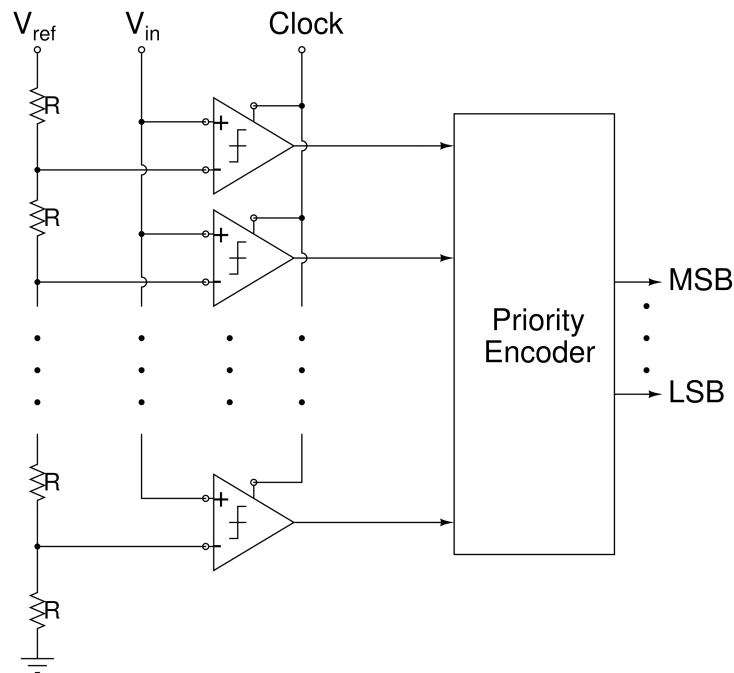 Vref
Vin
Clock
R
+
-
R
+
-
MSB
Priority
Encoder
LSB
R
+
-
R